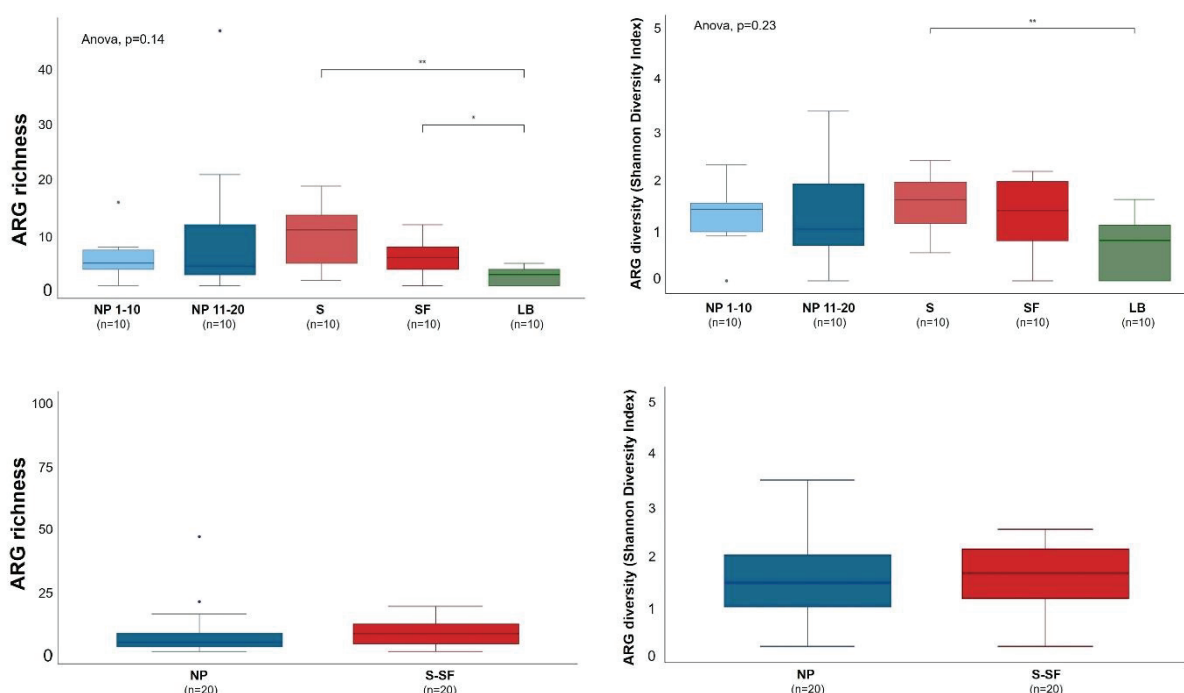 Anova, p=0.14
**
*
ARG richness
40
30
20
10
0
NP 1-10
(n=10)
NP 11-20
(n=10)
S
(n=10)
SF
(n=10)
LB
(n=10)
Anova, p=0.23
**
ARG diversity (Shannon Diversity Index)
5
4
3
2
1
0
NP 1-10
(n=10)
NP 11-20
(n=10)
S
(n=10)
SF
(n=10)
LB
(n=10)
ARG richness
100
75
50
25
0
NP
(n=20)
S-SF
(n=20)
ARG diversity (Shannon Diversity Index)
5
4
3
2
1
0
NP
(n=20)
S-SF
(n=20)